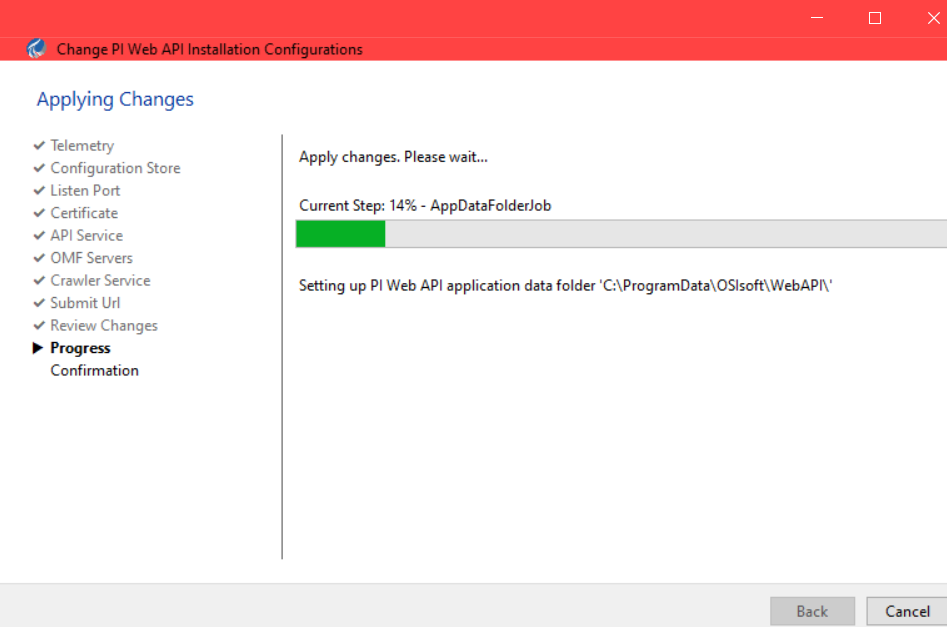 Change PI Web API Installation Configurations
Applying Changes
Telemetry
Configuration Store
Listen Port
Certificate
API Service
OMF Servers
Crawler Service
Submit Url
Review Changes
Progress
Confirmation
Apply changes. Please wait...
Current Step: 14% - AppDataFolderJob
Setting up PI Web API application data folder 'C:\ProgramData\OSIsoft\WebAPI\'
Back
Cancel